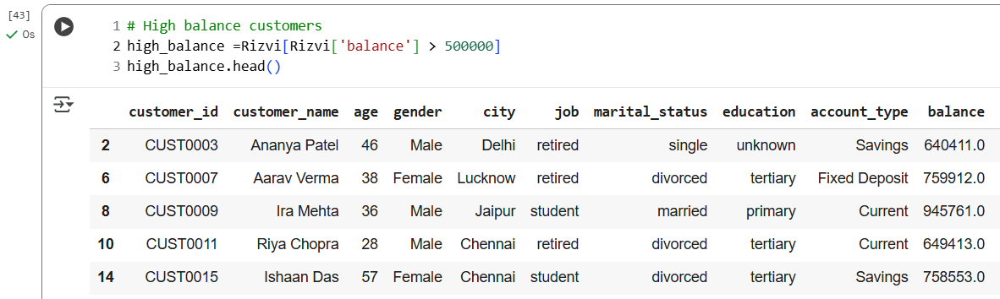 [43]
0s
1 # High balance customers
2 high_balance =Rizvi[Rizvi['balance'] > 500000]
3 high_balance.head()
customer_id customer_name age gender city job marital_status education account_type balance
2 CUST0003 Ananya Patel 46 Male Delhi retired single unknown Savings 640411.0
6 CUST0007 Aarav Verma 38 Female Lucknow retired divorced tertiary Fixed Deposit 759912.0
8 CUST0009 Ira Mehta 36 Male Jaipur student married primary Current 945761.0
10 CUST0011 Riya Chopra 28 Male Chennai retired divorced tertiary Current 649413.0
14 CUST0015 Ishaan Das 57 Female Chennai student divorced tertiary Savings 758553.0